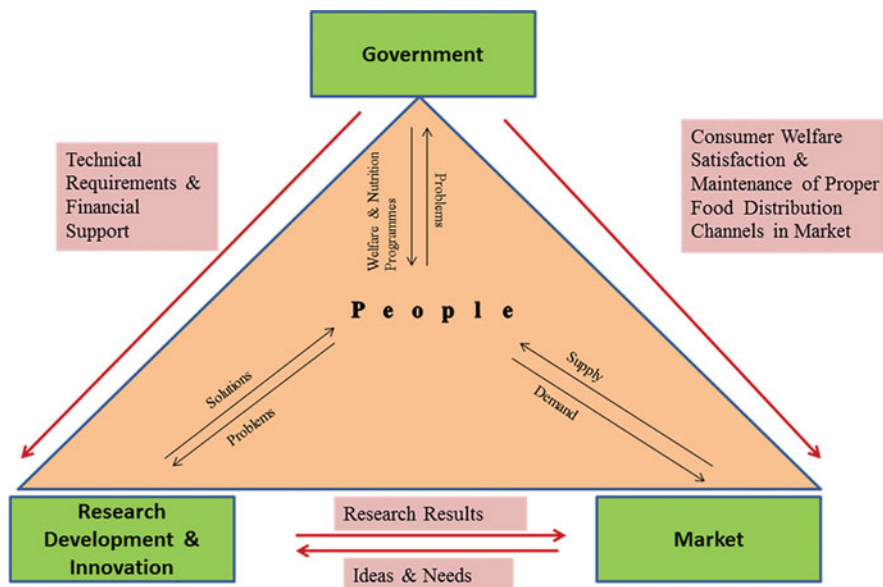 Government
Technical
Requirements &
Financial
Support
Consumer Welfare
Satisfaction &
Maintenance of Proper
Food Distribution
Channels in Market
Welfare & Nutrition
Programmes
Problems
People
Solutions
Problems
Supply
Demand
Research
Development &
Innovation
Research Results
Ideas & Needs
Market